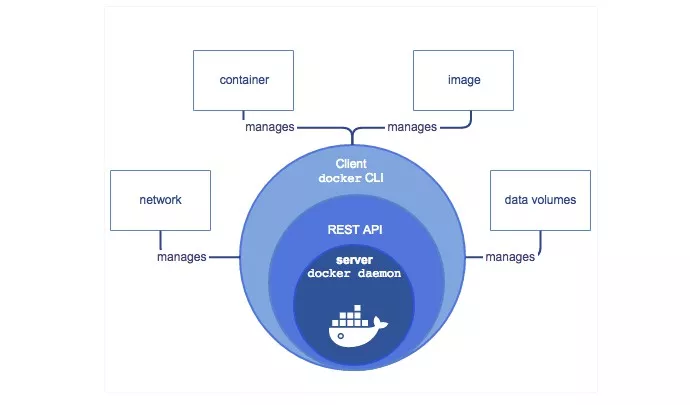 container
image
manages
manages
Client
docker CLI
network
data volumes
REST API
manages
manages
server
docker daemon